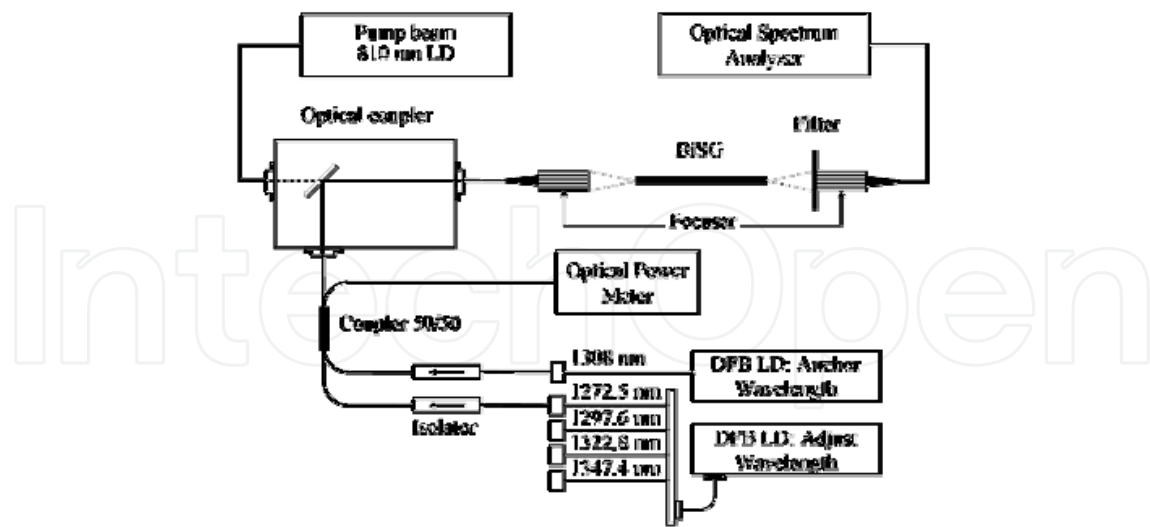 Pump beam
810 nm LD
Optical Spectrum
Analyzer
Optical coupler
Filter
BiSG
Focuser
Optical Power
Meter
Coupler 50/50
1308 nm
DFB LD: Anchor
Wavelength
1272.5 nm
1297.6 nm
Isolator
1322.8 nm
DFB LD: Adjust
Wavelength
1347.4 nm
IntechOpen